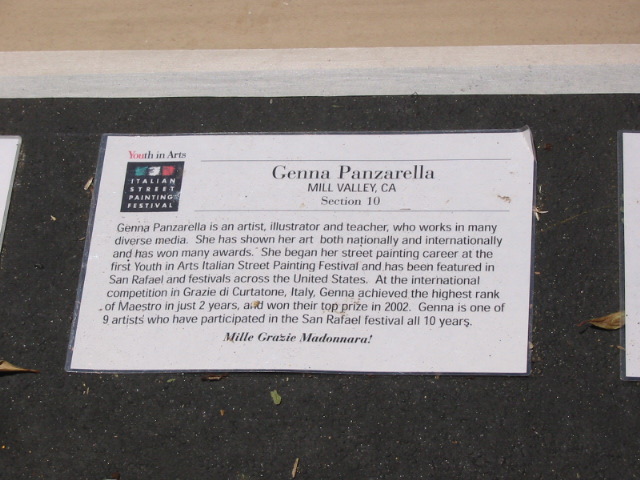 Youth in Arts
ITALIAN
STREET
PAINTING
FESTIVAL
Genna Panzarella
MILL VALLEY, CA
Section 10
Genna Panzarella is an artist, illustrator and teacher, who works in many
diverse media. She has shown her art both nationally and internationally
and has won many awards. She began her street painting career at the
first Youth in Arts Italian Street Painting Festival and has been featured in
San Rafael and festivals across the United States. At the international
competition in Grazie di Curtatone, Italy, Genna achieved the highest rank
of Maestro in just 2 years, and won their top prize in 2002. Genna is one of
9 artists who have participated in the San Rafael festival all 10 years.
Mille Grazie Madonnara!